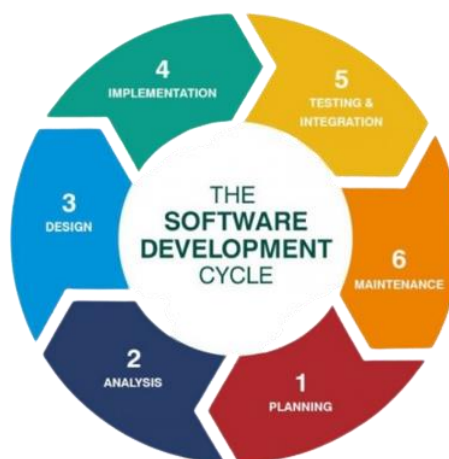 4
IMPLEMENTATION
5
TESTING &
INTEGRATION
3
DESIGN
THE
SOFTWARE
DEVELOPMENT
CYCLE
6
MAINTENANCE
2
ANALYSIS
1
PLANNING